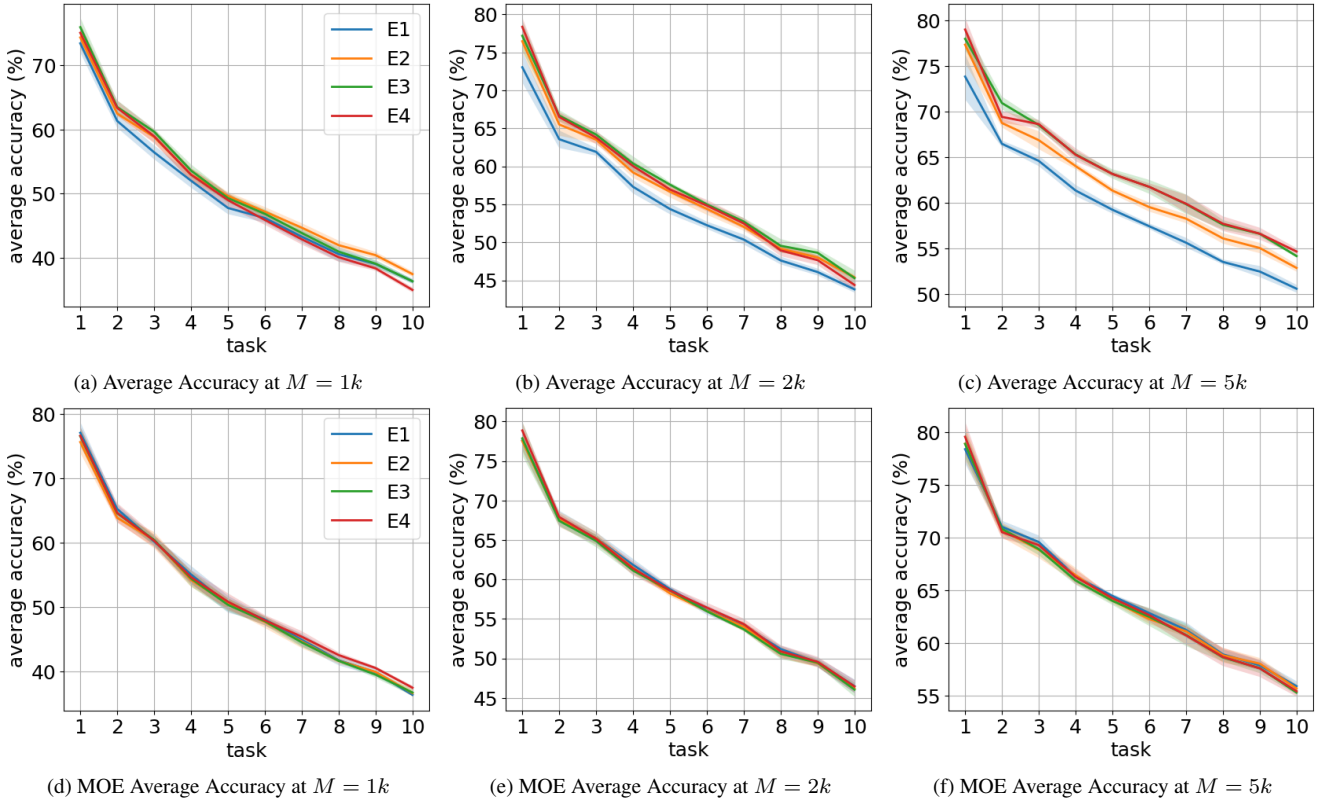 average accuracy (%)
70
60
50
40
E1
E2
E3
E4
1 2 3 4 5 6 7 8 9 10
task
(a) Average Accuracy at M = 1k
average accuracy (%)
80
75
70
65
60
55
50
45
1 2 3 4 5 6 7 8 9 10
task
(b) Average Accuracy at M = 2k
average accuracy (%)
80
75
70
65
60
55
50
1 2 3 4 5 6 7 8 9 10
task
(c) Average Accuracy at M = 5k
average accuracy (%)
80
70
60
50
40
E1
E2
E3
E4
1 2 3 4 5 6 7 8 9 10
task
(d) MOE Average Accuracy at M = 1k
average accuracy (%)
80
75
70
65
60
55
50
45
1 2 3 4 5 6 7 8 9 10
task
(e) MOE Average Accuracy at M = 2k
average accuracy (%)
80
75
70
65
60
55
1 2 3 4 5 6 7 8 9 10
task
(f) MOE Average Accuracy at M = 5k